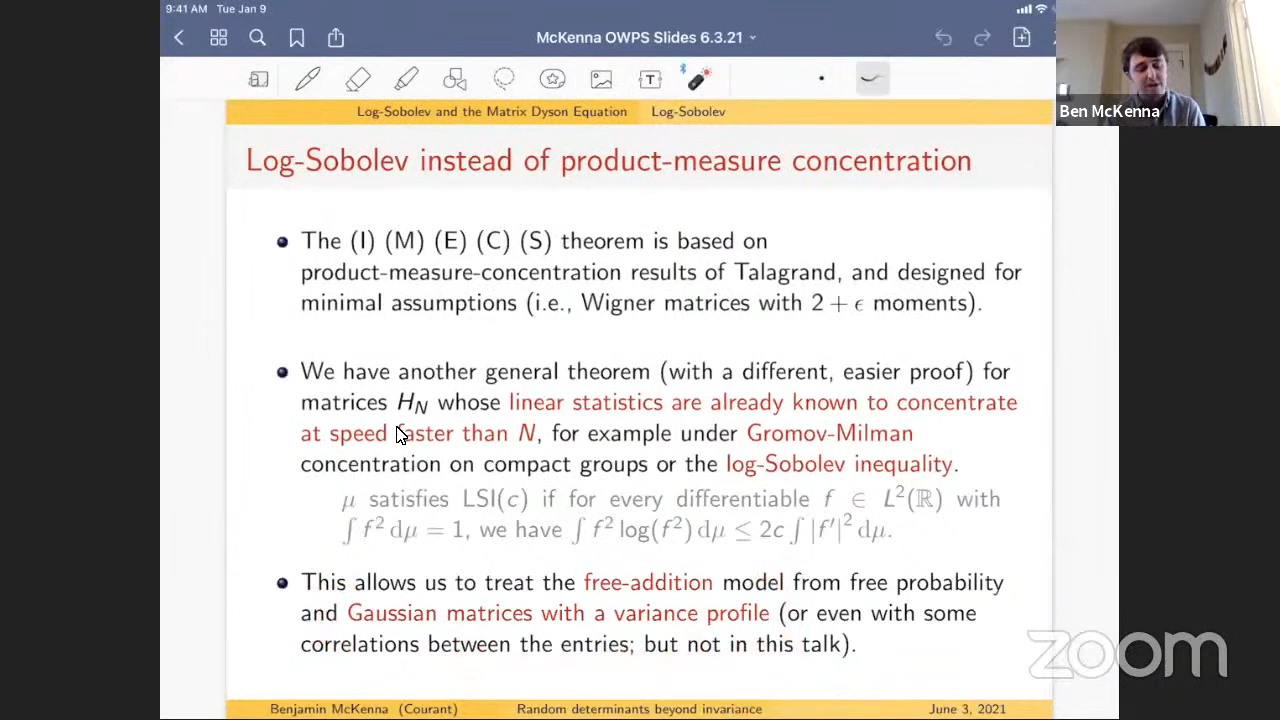 9:41 AM Tue Jan 9
McKenna OWPS Slides 6.3.21
T
Ben McKenna
Log-Sobolev and the Matrix Dyson Equation Log-Sobolev
Log-Sobolev instead of product-measure concentration
The (I) (M) (E) (C) (S) theorem is based on
product-measure-concentration results of Talagrand, and designed for
minimal assumptions (i.e., Wigner matrices with 2 + ϵ moments).
We have another general theorem (with a different, easier proof) for
matrices H_N whose linear statistics are already known to concentrate
at speed faster than N, for example under Gromov-Milman
concentration on compact groups or the log-Sobolev inequality.
μ satisfies LSI(c) if for every differentiable f ∈ L²(ℝ) with
∫ f² dμ = 1, we have ∫ f² log(f²) dμ ≤ 2c ∫ |f′|² dμ.
This allows us to treat the free-addition model from free probability
and Gaussian matrices with a variance profile (or even with some
correlations between the entries; but not in this talk).
zoom
Benjamin McKenna (Courant) Random determinants beyond invariance June 3, 2021